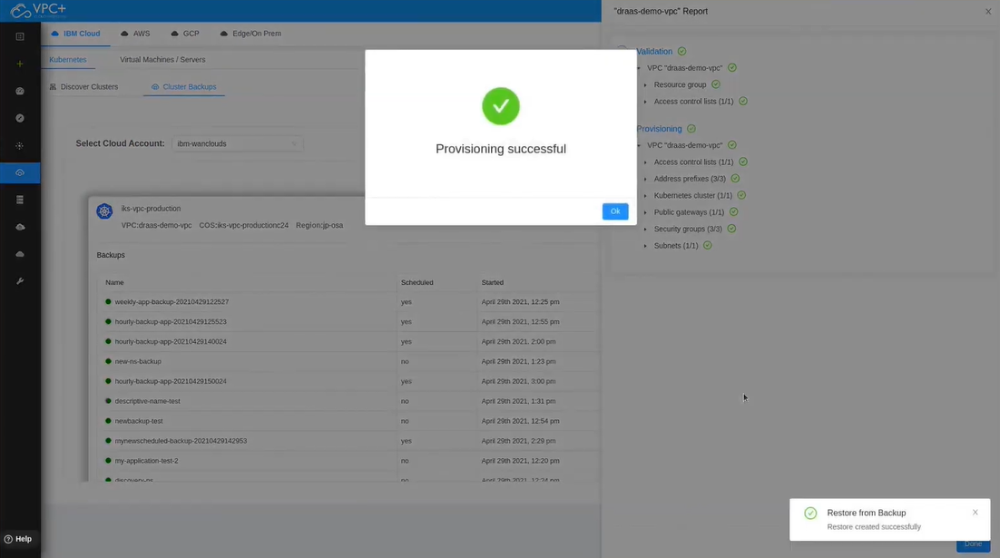 VPC+
"draas-demo-vpc" Report
IBM Cloud
AWS
GCP
Edge/On Prem
Kubernetes
Virtual Machines / Servers
Discover Clusters
Cluster Backups
Select Cloud Account:
ibm-wanclouds
iks-vpc-production
VPC:draas-demo-vpc COS:iks-vpc-productionc24 Region:jp-osa
Backups
Name Scheduled Started
weekly-app-backup-20210429122527 yes April 29th 2021, 12:25 pm
hourly-backup-app-20210429125523 yes April 29th 2021, 12:55 pm
hourly-backup-app-20210429140024 yes April 29th 2021, 2:00 pm
new-ns-backup no April 29th 2021, 1:23 pm
hourly-backup-app-20210429150024 yes April 29th 2021, 3:00 pm
descriptive-name-test no April 29th 2021, 1:31 pm
newbackup-test no April 29th 2021, 12:54 pm
mynewscheduled-backup-20210429142953 yes April 29th 2021, 2:29 pm
my-application-test-2 no April 29th 2021, 12:20 pm
discovery-ns no April 29th 2021, 12:24 pm
Help
Provisioning successful
Ok
Validation
VPC "draas-demo-vpc"
Resource group
Access control lists (1/1)
Provisioning
VPC "draas-demo-vpc"
Access control lists (1/1)
Address prefixes (3/3)
Kubernetes cluster (1/1)
Public gateways (1/1)
Security groups (3/3)
Subnets (1/1)
Restore from Backup
Restore created successfully
Done